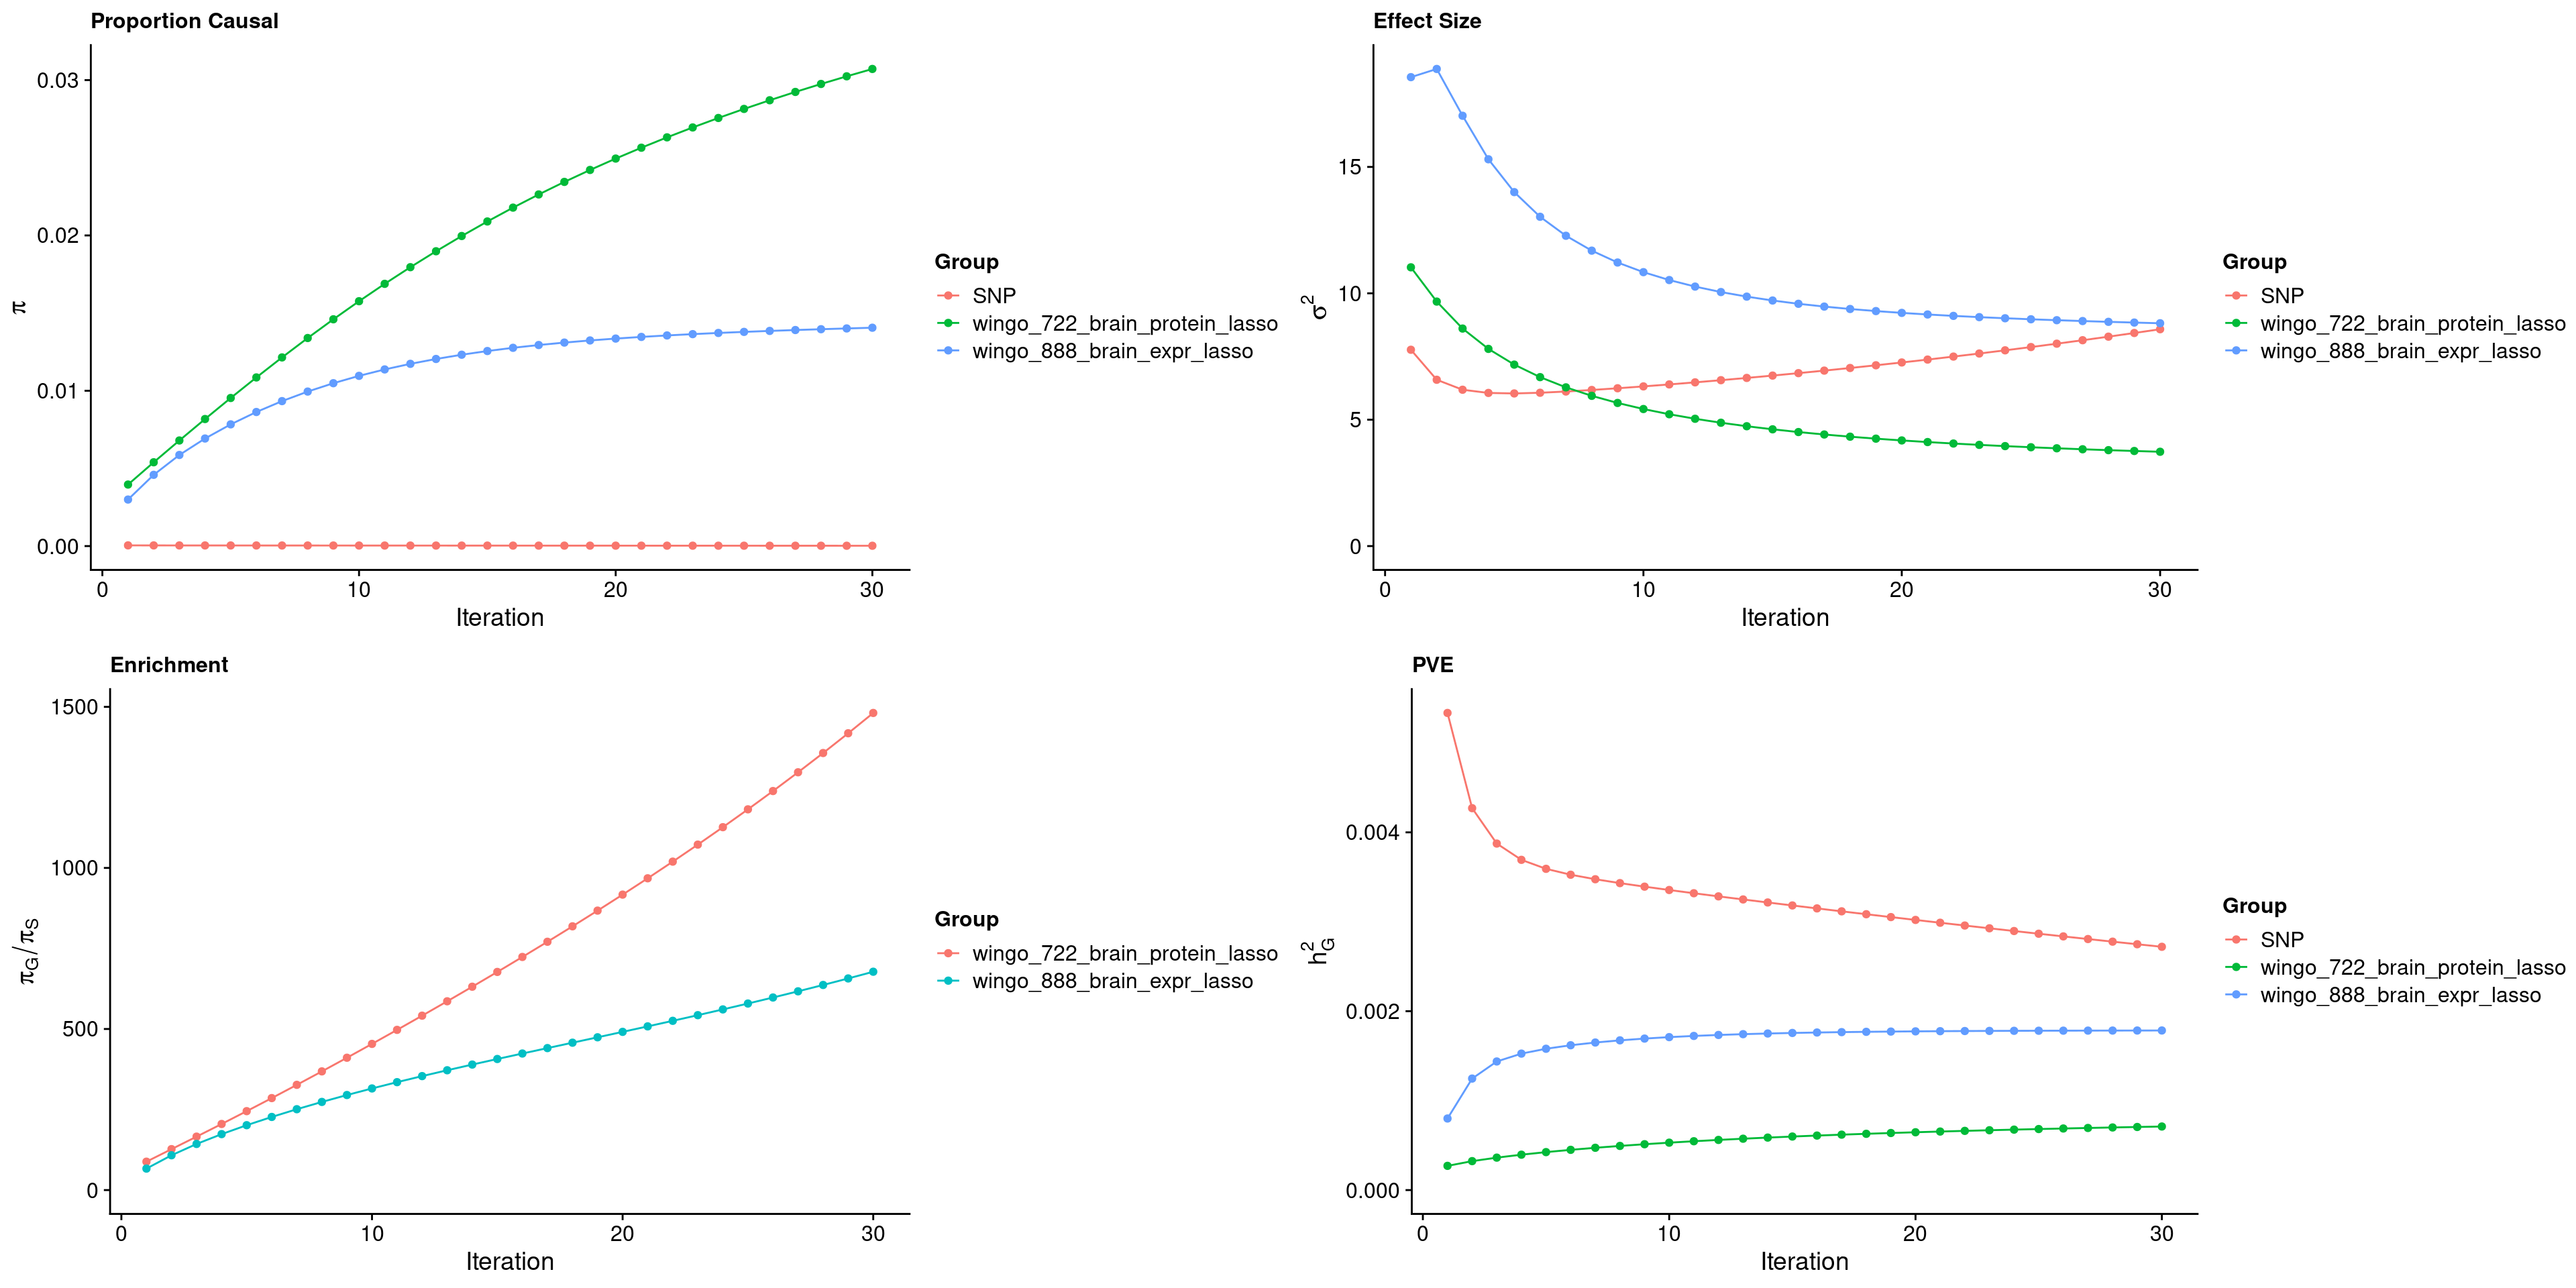 Proportion Causal
π
0.03
0.02
0.01
0.00
0 10 20 30
Iteration
Group
SNP
wingo_722_brain_protein_lasso
wingo_888_brain_expr_lasso
Effect Size
σ²
15
10
5
0
0 10 20 30
Iteration
Group
SNP
wingo_722_brain_protein_lasso
wingo_888_brain_expr_lasso
Enrichment
π_G/π_S
1500
1000
500
0
0 10 20 30
Iteration
Group
wingo_722_brain_protein_lasso
wingo_888_brain_expr_lasso
PVE
h²_G
0.004
0.002
0.000
0 10 20 30
Iteration
Group
SNP
wingo_722_brain_protein_lasso
wingo_888_brain_expr_lasso